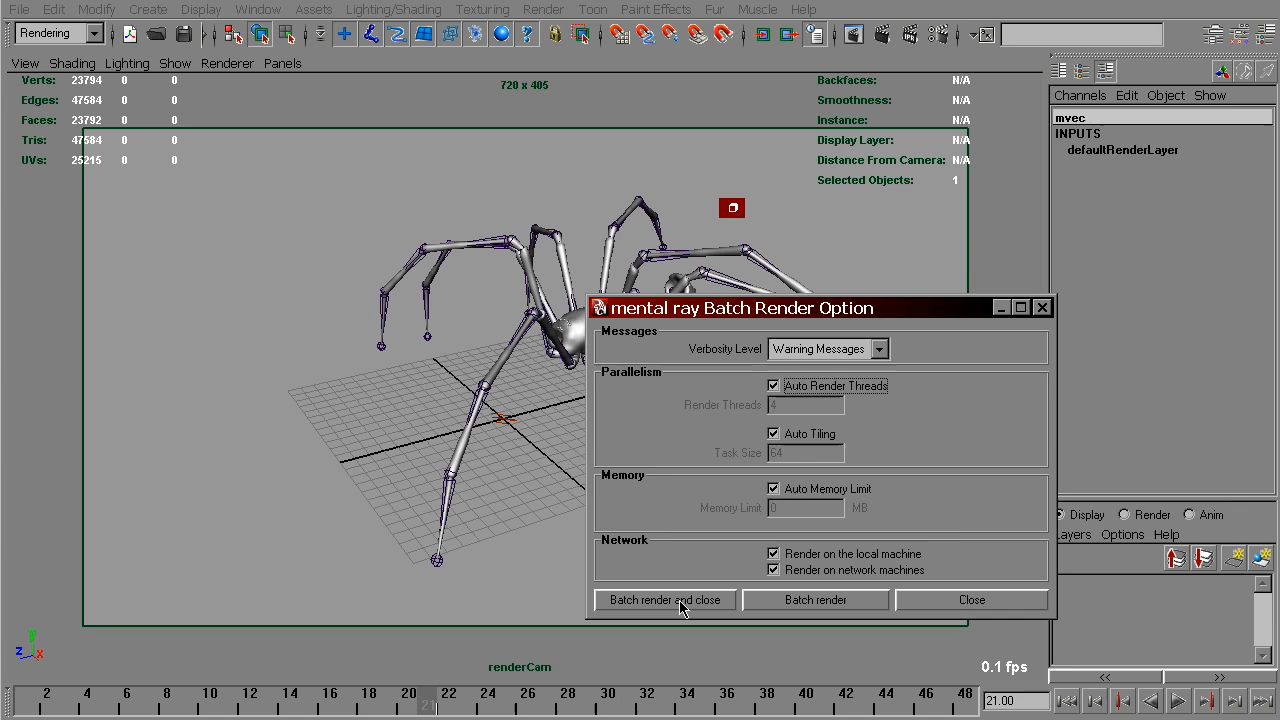 File Edit Modify Create Display Window Assets Lighting/Shading Texturing Render Toon Paint Effects Fur Muscle Help
Rendering
View Shading Lighting Show Renderer Panels
Channels Edit Object Show
Verts: 23794 0 0
Edges: 47584 0 0
Faces: 23792 0 0
Tris: 47584 0 0
UVs: 25215 0 0
720 x 405
Backfaces: N/A
Smoothness: N/A
Instance: N/A
Display Layer: N/A
Distance From Camera: N/A
Selected Objects: 1
mvec
INPUTS
defaultRenderLayer
mental ray Batch Render Option
Messages
Verbosity Level Warning Messages
Parallelism
Auto Render Threads
Render Threads 4
Auto Tiling
Task Size 64
Memory
Auto Memory Limit
Memory Limit 0 MB
Network
Render on the local machine
Render on network machines
Batch render and close Batch render Close
Display Render Anim
ayers Options Help
y
z x
renderCam
0.1 fps
<< >>
2 4 6 8 10 12 14 16 18 20 22 24 26 28 30 32 34 36 38 40 42 44 46 48
21
21.00